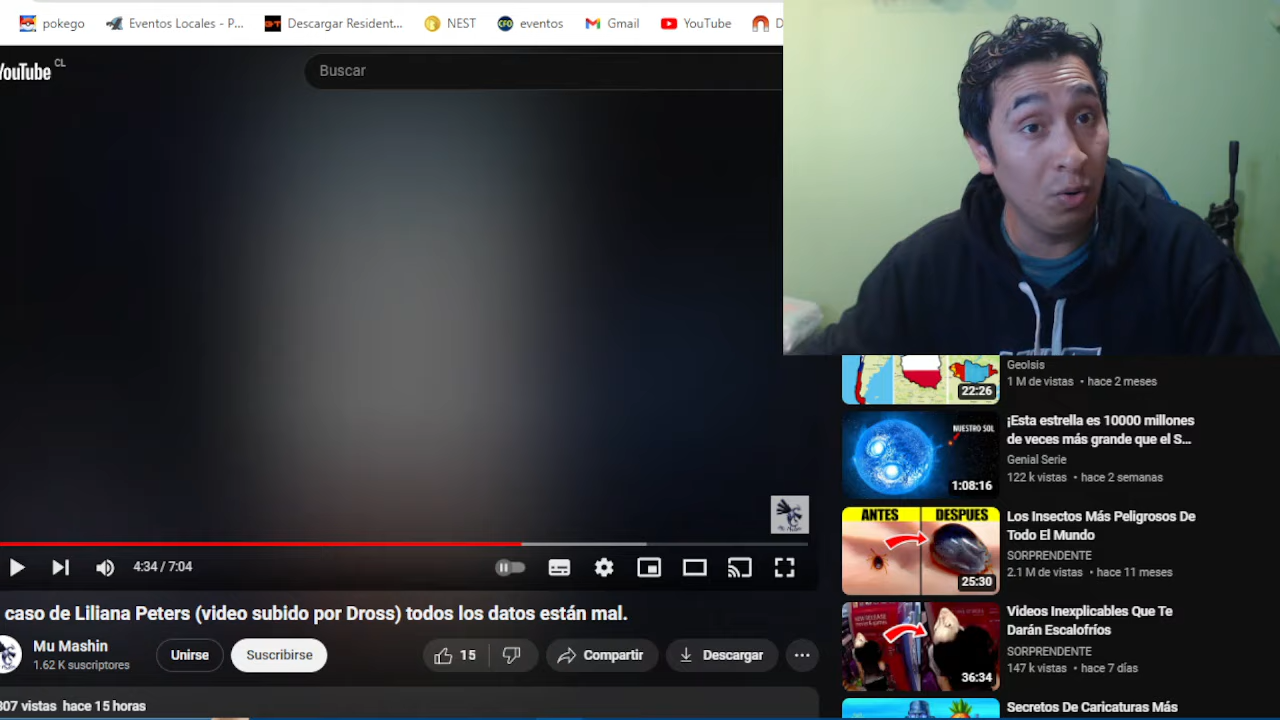 pokego
Eventos Locales - P...
Descargar Resident...
NEST
CFO
eventos
Gmail
YouTube
D
YouTube CL
Buscar
4:34 / 7:04
caso de Liliana Peters (video subido por Dross) todos los datos están mal.
Mu Mashin
1.62 K suscriptores
Unirse
Suscribirse
15
Compartir
Descargar
307 vistas hace 15 horas
Geolsis
1 M de vistas • hace 2 meses
22:26
NUESTRO SOL
1:08:16
¡Esta estrella es 10000 millones
de veces más grande que el S...
Genial Serie
122 k vistas • hace 2 semanas
ANTES
DESPUES
25:30
Los Insectos Más Peligrosos De
Todo El Mundo
SORPRENDENTE
2.1 M de vistas • hace 11 meses
36:34
Videos Inexplicables Que Te
Darán Escalofríos
SORPRENDENTE
147 k vistas • hace 7 días
Secretos De Caricaturas Más